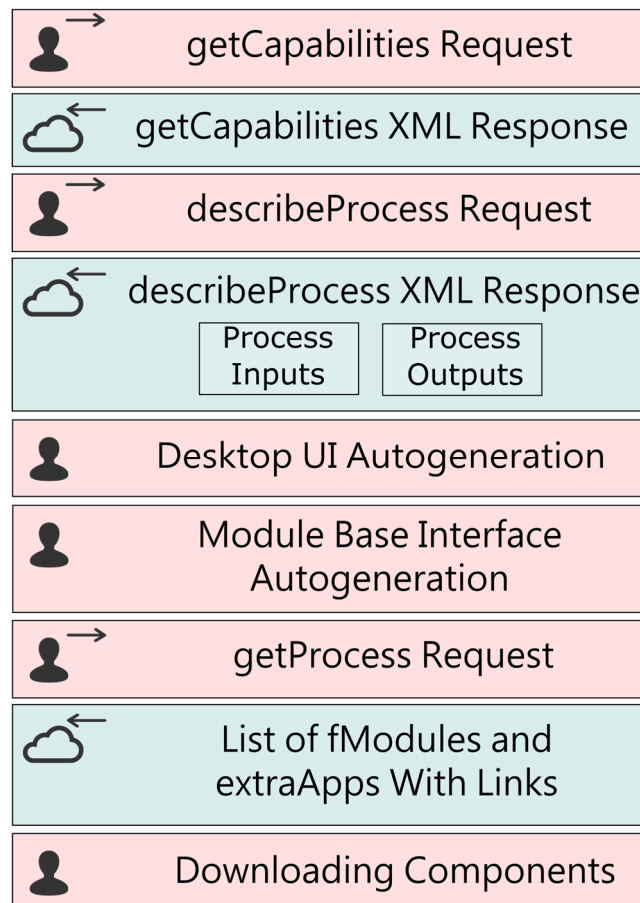 getCapabilities Request
getCapabilities XML Response
describeProcess Request
describeProcess XML Response
Process
Inputs
Process
Outputs
Desktop UI Autogeneration
Module Base Interface
Autogeneration
getProcess Request
List of fModules and
extraApps With Links
Downloading Components